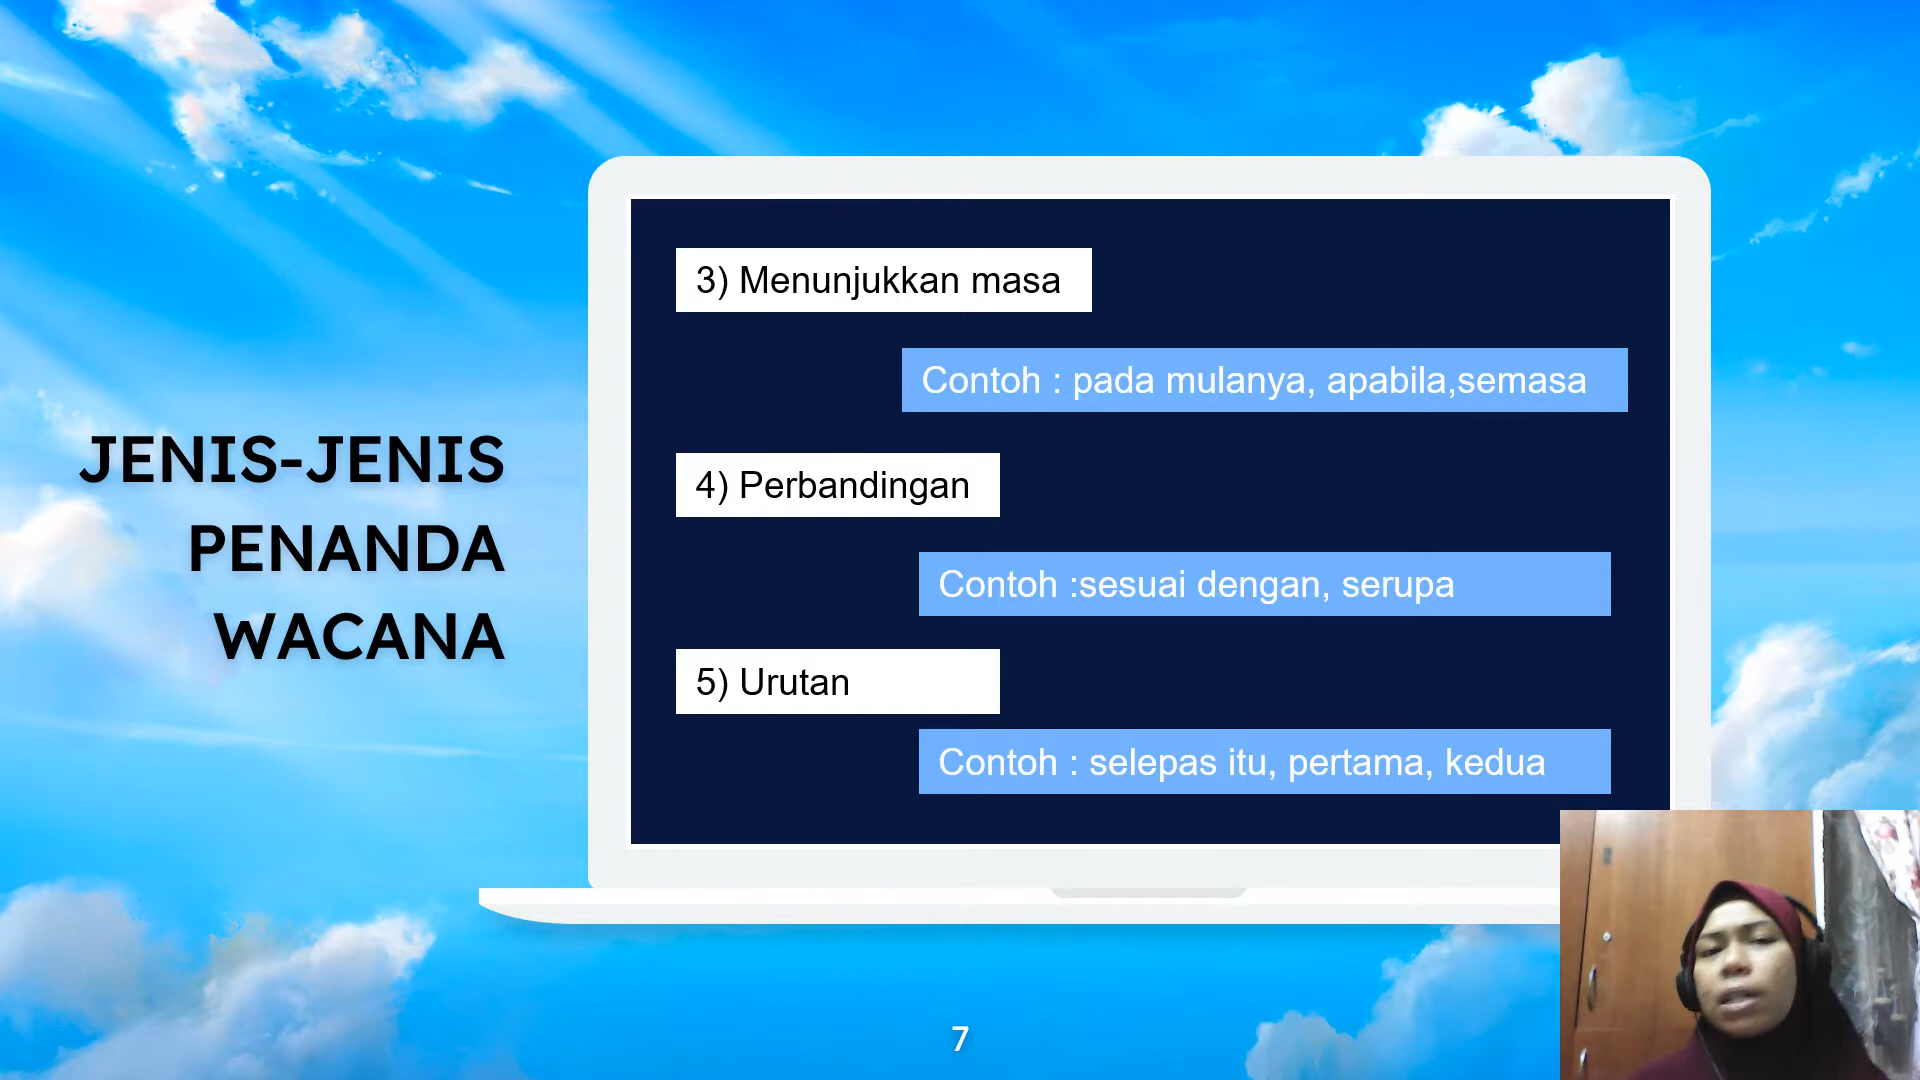 JENIS-JENIS
PENANDA
WACANA
3) Menunjukkan masa
Contoh : pada mulanya, apabila,semasa
4) Perbandingan
Contoh :sesuai dengan, serupa
5) Urutan
Contoh : selepas itu, pertama, kedua
7